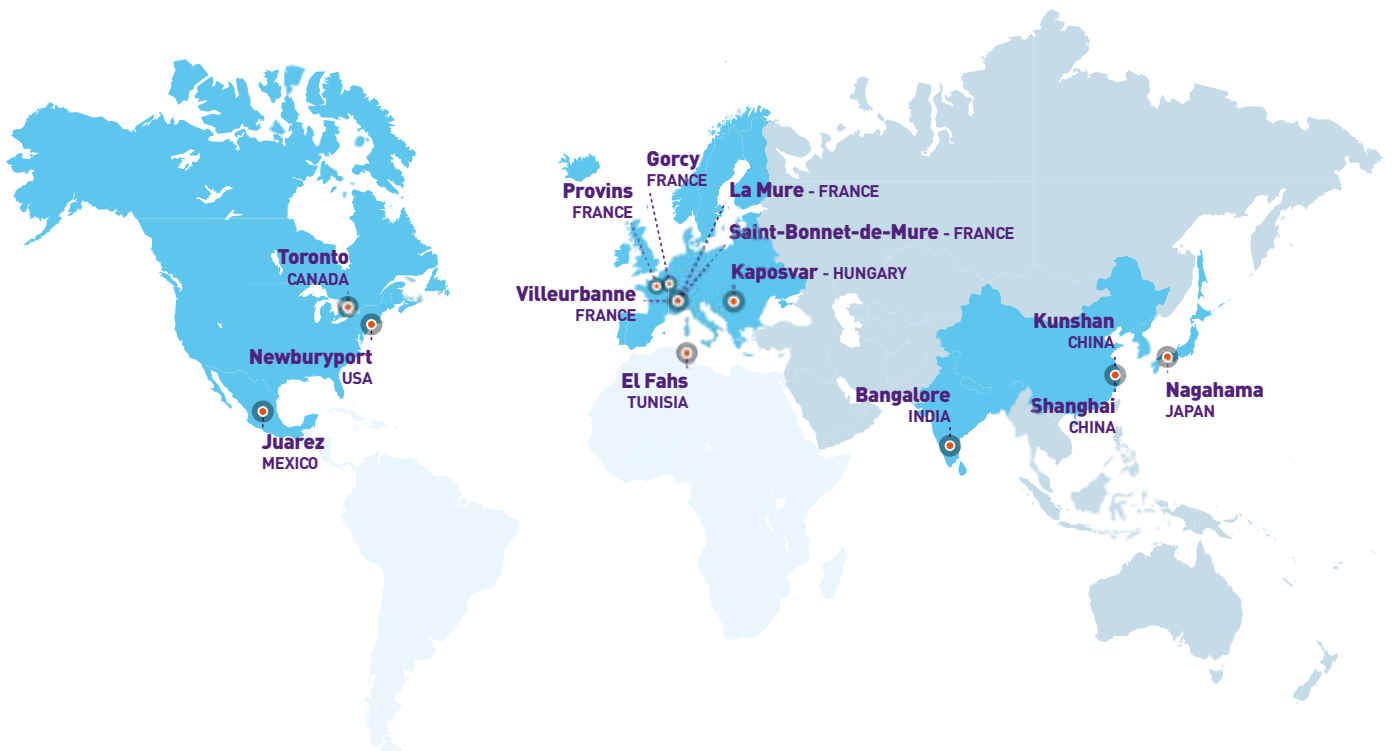 Gorcy
FRANCE
Provins
FRANCE
La Mure - FRANCE
Saint-Bonnet-de-Mure - FRANCE
Toronto
CANADA
Kaposvar - HUNGARY
Villeurbanne
FRANCE
Kunshan
CHINA
Newburyport
USA
El Fahs
TUNISIA
Bangalore
INDIA
Shanghai
CHINA
Nagahama
JAPAN
Juarez
MEXICO